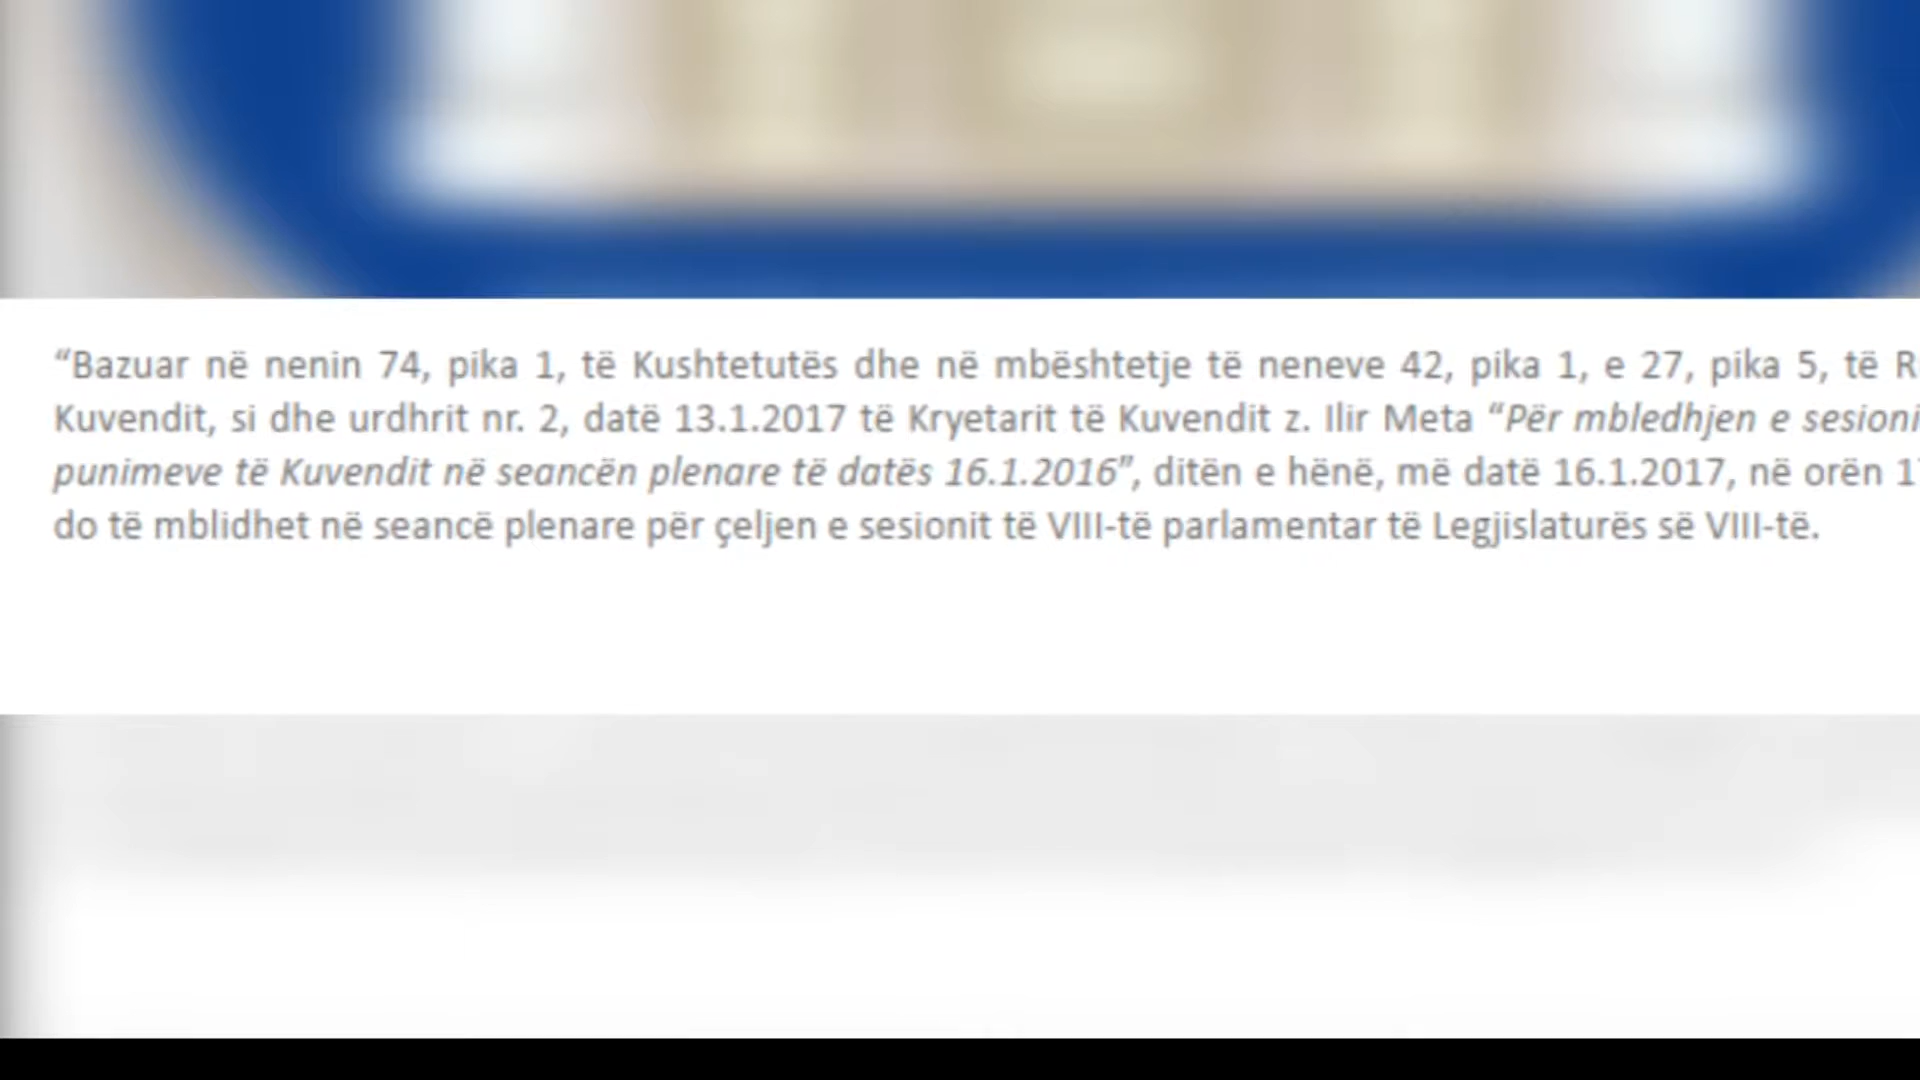 “Bazuar në nenin 74, pika 1, të Kushtetutës dhe në mbështetje të neneve 42, pika 1, e 27, pika 5, të
Kuvendit, si dhe urdhrit nr. 2, datë 13.1.2017 të Kryetarit të Kuvendit z. Ilir Meta “Për mbledhjen e
punimeve të Kuvendit në seancën plenare të datës 16.1.2016”, ditën e hënë, më datë 16.1.2017, në orën
do të mblidhet në seancë plenare për çeljen e sesionit të VIII-të parlamentar të Legjislaturës së VIII-të.